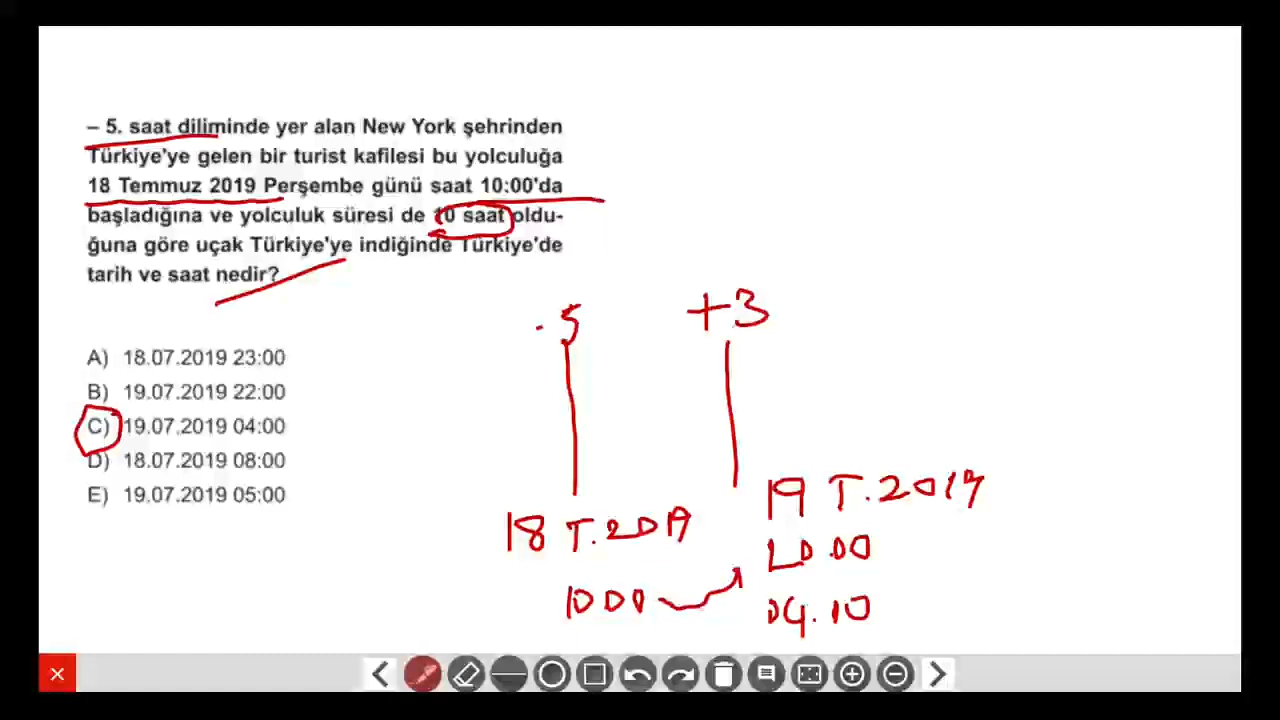 – 5. saat diliminde yer alan New York şehrinden
Türkiye'ye gelen bir turist kafilesi bu yolculuğa
18 Temmuz 2019 Perşembe günü saat 10:00'da
başladığına ve yolculuk süresi de 10 saat oldu-
ğuna göre uçak Türkiye'ye indiğinde Türkiye'de
tarih ve saat nedir?
A) 18.07.2019 23:00
B) 19.07.2019 22:00
C) 19.07.2019 04:00
D) 18.07.2019 08:00
E) 19.07.2019 05:00
-5 +3
18 T.2019
1000
19 T.2019